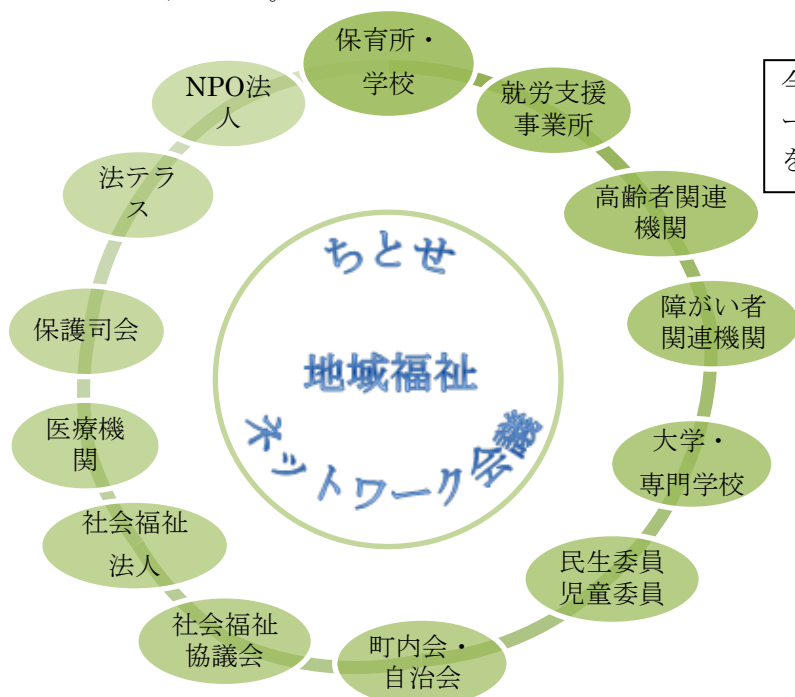 保育所・
学校
就労支援
事業所
高齢者関連
機関
障がい者
関連機関
大学・
専門学校
民生委員
児童委員
町内会・
自治会
社会福祉
協議会
社会福祉
法人
医療機
関
保護司会
法テラ
ス
NPO法
人
ちとせ
地域福祉
ネットワーク会議
を